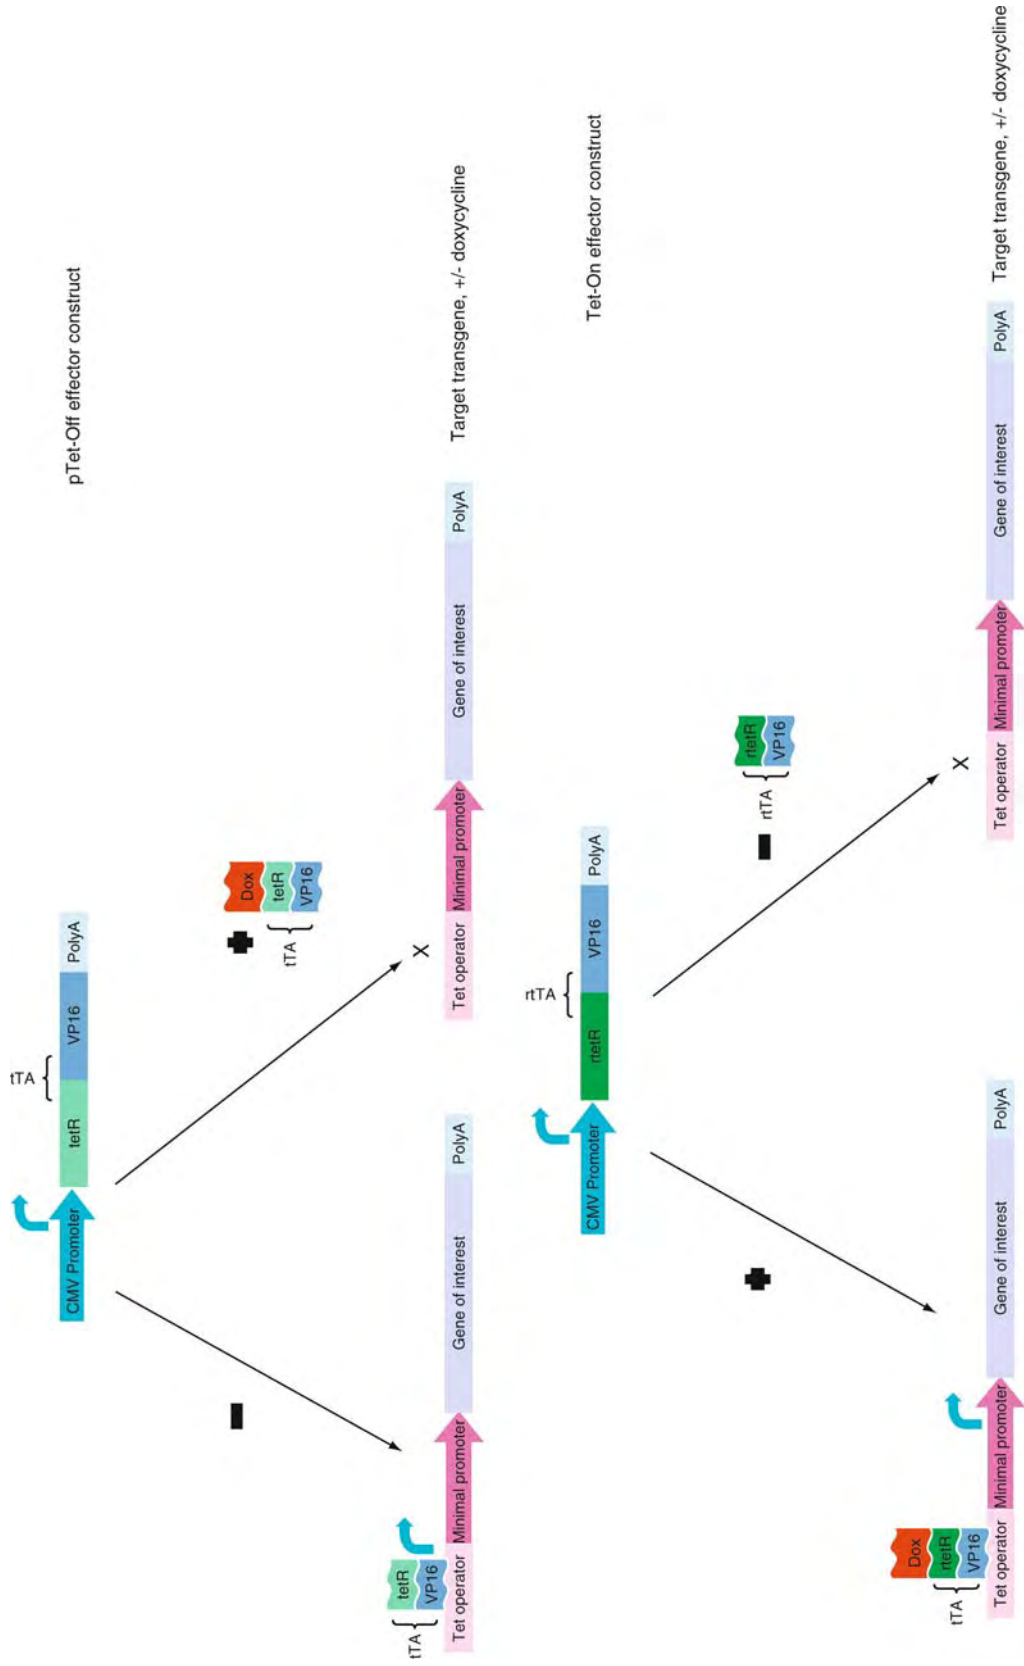 tTA
CMV Promoter
tetR
VP16
PolyA
pTet-Off effector construct
Dox
tetR
VP16
tTA
tetR
VP16
tTA
X
Tet operator
Minimal promoter
Gene of interest
PolyA
Tet operator
Minimal promoter
Gene of interest
PolyA
Target transgene, +/- doxycycline
rtTA
CMV Promoter
rtetR
VP16
PolyA
Tet-On effector construct
rtetR
VP16
rtTA
Dox
rtetR
VP16
tTA
X
Tet operator
Minimal promoter
Gene of interest
PolyA
Tet operator
Minimal promoter
Gene of interest
PolyA
Target transgene, +/- doxycycline